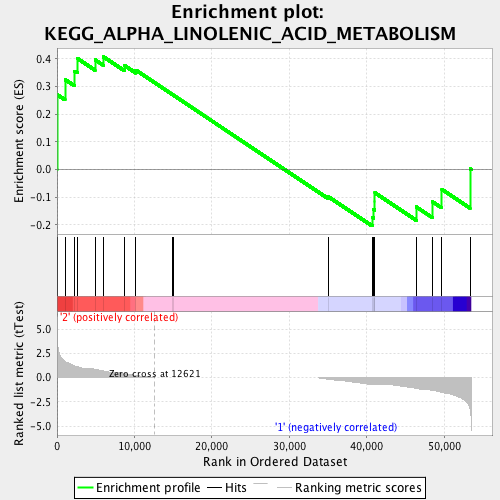 Enrichment plot:
KEGG_ALPHA_LINOLENIC_ACID_METABOLISM
Enrichment score (ES)
0.4
0.3
0.2
0.1
0.0
-0.1
-0.2
'2' (positively correlated)
Ranked list metric (tTest)
5.0
2.5
0.0
-2.5
-5.0
Zero cross at 12621
'1' (negatively correlated)
0
10,000
20,000
30,000
40,000
50,000
Rank in Ordered Dataset
Enrichment profile
Hits
Ranking metric scores